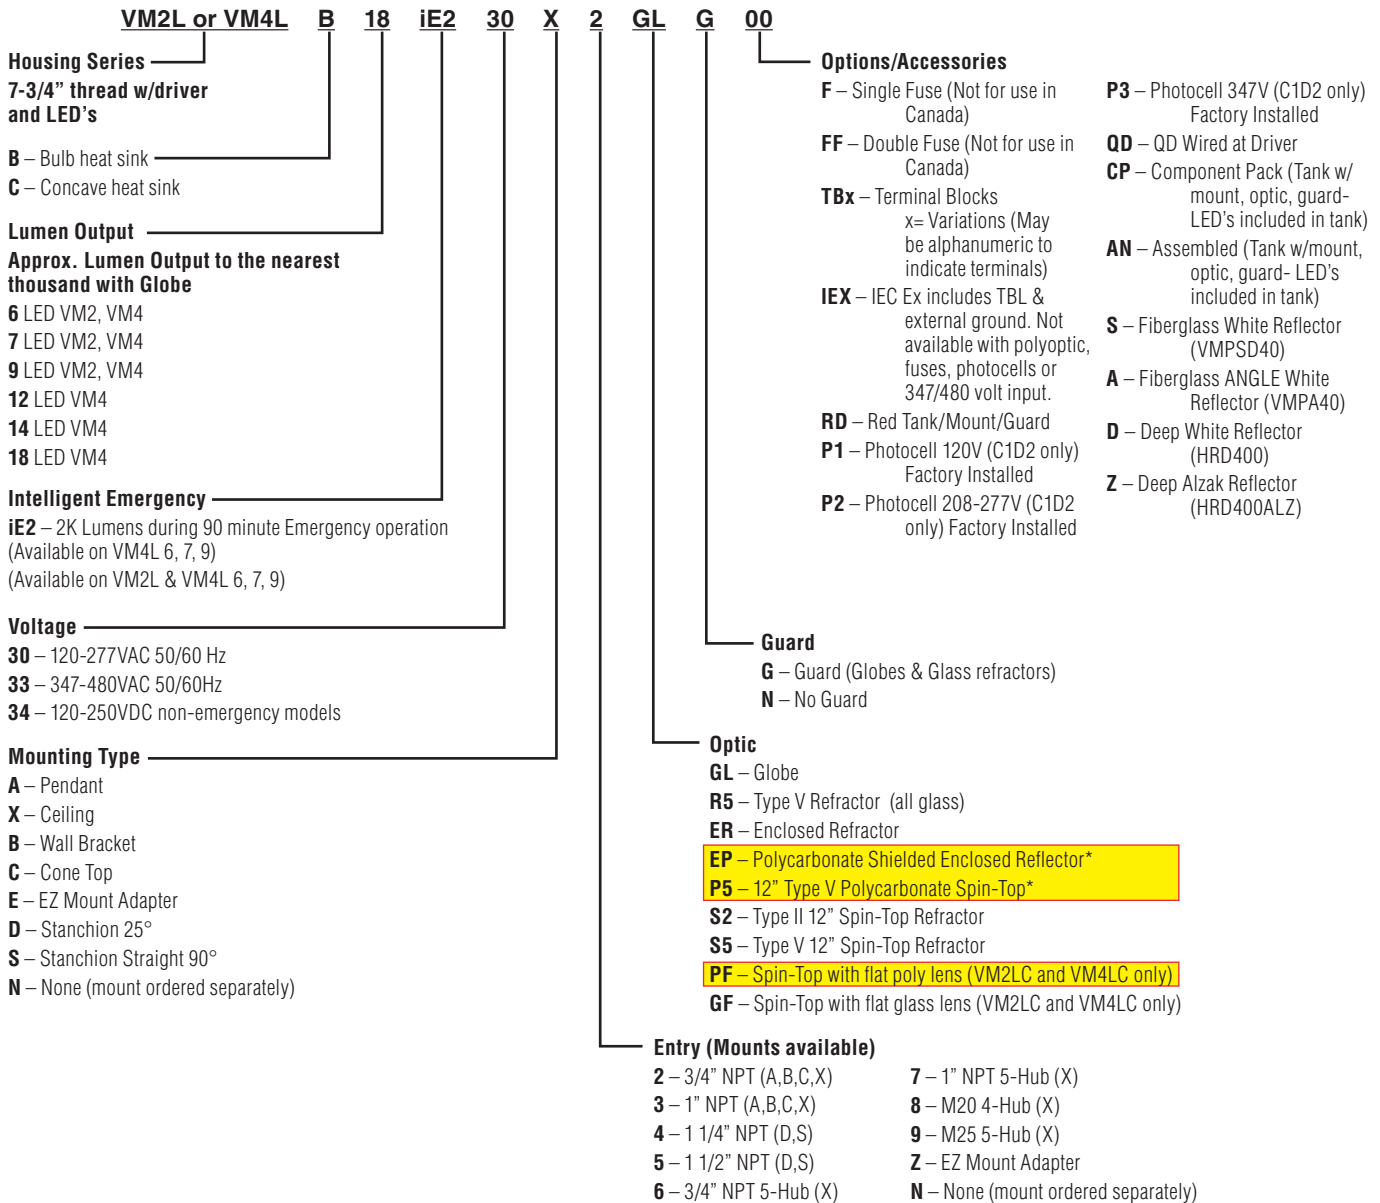 VM2L or VM4L B 18 iE2 30 X 2 GL G 00
Housing Series
7-3/4” thread w/driver
and LED’s
B – Bulb heat sink
C – Concave heat sink
Lumen Output
Approx. Lumen Output to the nearest
thousand with Globe
6 LED VM2, VM4
7 LED VM2, VM4
9 LED VM2, VM4
12 LED VM4
14 LED VM4
18 LED VM4
Intelligent Emergency
iE2 – 2K Lumens during 90 minute Emergency operation
(Available on VM4L 6, 7, 9)
(Available on VM2L & VM4L 6, 7, 9)
Voltage
30 – 120-277VAC 50/60 Hz
33 – 347-480VAC 50/60Hz
34 – 120-250VDC non-emergency models
Mounting Type
A – Pendant
X – Ceiling
B – Wall Bracket
C – Cone Top
E – EZ Mount Adapter
D – Stanchion 25°
S – Stanchion Straight 90°
N – None (mount ordered separately)
Options/Accessories
F – Single Fuse (Not for use in
Canada)
FF – Double Fuse (Not for use in
Canada)
TBx – Terminal Blocks
x= Variations (May
be alphanumeric to
indicate terminals)
IEX – IEC Ex includes TBL &
external ground. Not
available with polyoptic,
fuses, photocells or
347/480 volt input.
RD – Red Tank/Mount/Guard
P1 – Photocell 120V (C1D2 only)
Factory Installed
P2 – Photocell 208-277V (C1D2
only) Factory Installed
P3 – Photocell 347V (C1D2 only)
Factory Installed
QD – QD Wired at Driver
CP – Component Pack (Tank w/
mount, optic, guard-
LED’s included in tank)
AN – Assembled (Tank w/mount,
optic, guard- LED’s
included in tank)
S – Fiberglass White Reflector
(VMPSD40)
A – Fiberglass ANGLE White
Reflector (VMPA40)
D – Deep White Reflector
(HRD400)
Z – Deep Alzak Reflector
(HRD400ALZ)
Guard
G – Guard (Globes & Glass refractors)
N – No Guard
Optic
GL – Globe
R5 – Type V Refractor (all glass)
ER – Enclosed Refractor
EP – Polycarbonate Shielded Enclosed Reflector*
P5 – 12” Type V Polycarbonate Spin-Top*
S2 – Type II 12” Spin-Top Refractor
S5 – Type V 12” Spin-Top Refractor
PF – Spin-Top with flat poly lens (VM2LC and VM4LC only)
GF – Spin-Top with flat glass lens (VM2LC and VM4LC only)
Entry (Mounts available)
2 – 3/4” NPT (A,B,C,X)
3 – 1” NPT (A,B,C,X)
4 – 1 1/4” NPT (D,S)
5 – 1 1/2” NPT (D,S)
6 – 3/4” NPT 5-Hub (X)
7 – 1” NPT 5-Hub (X)
8 – M20 4-Hub (X)
9 – M25 5-Hub (X)
Z – EZ Mount Adapter
N – None (mount ordered separately)